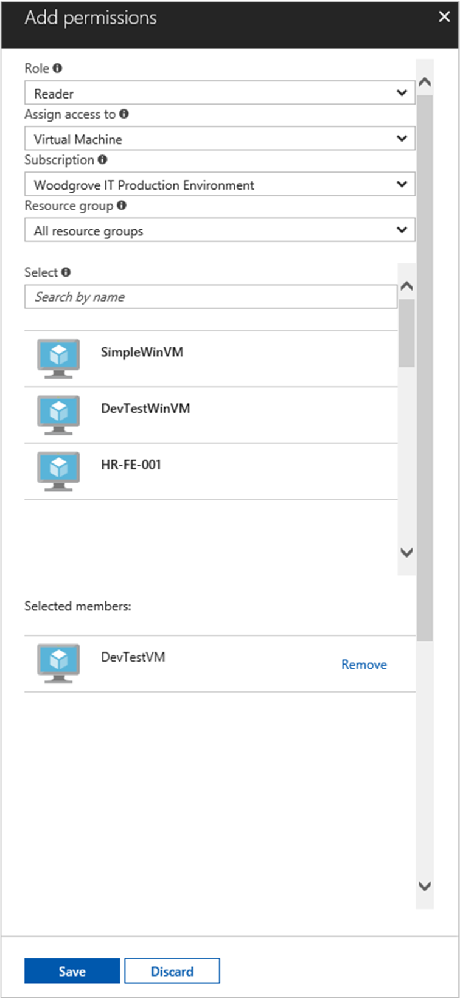 Add permissions
Role
Reader
Assign access to
Virtual Machine
Subscription
Woodgrove IT Production Environment
Resource group
All resource groups
Select
Search by name
SimpleWinVM
DevTestWinVM
HR-FE-001
Selected members:
DevTestVM
Remove
Save Discard